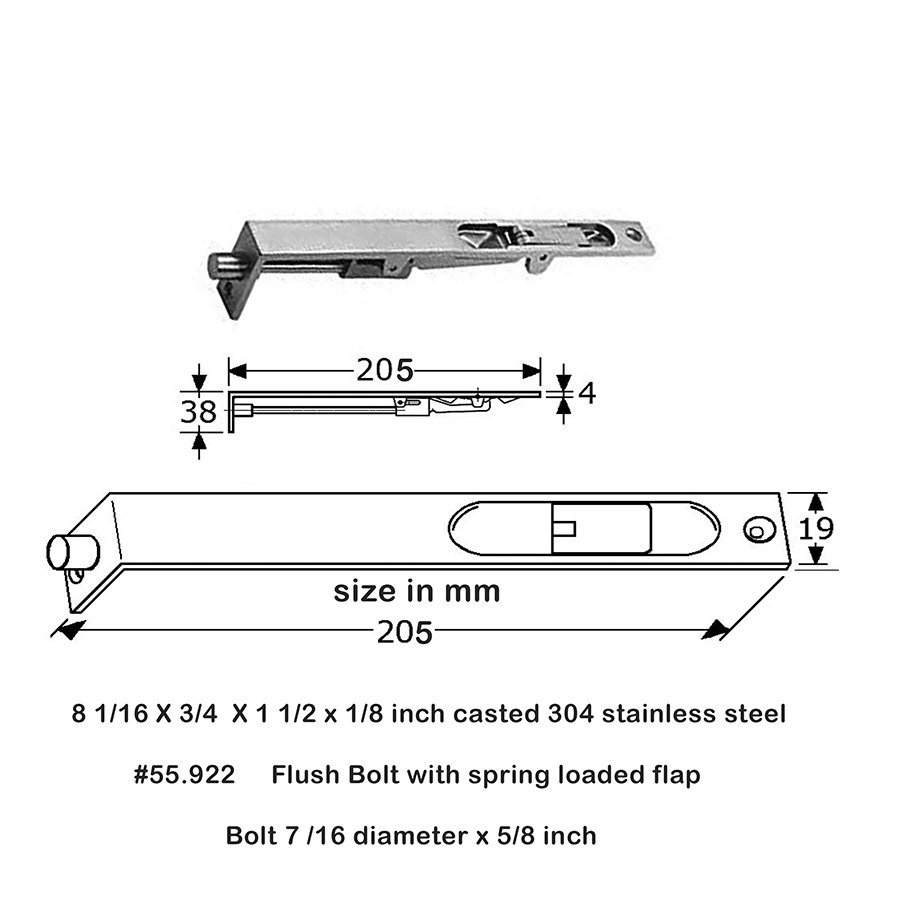 205
38
4
19
size in mm
205
8 1/16 X 3/4 X 1 1/2 x 1/8 inch casted 304 stainless steel
#55.922 Flush Bolt with spring loaded flap
Bolt 7 /16 diameter x 5/8 inch